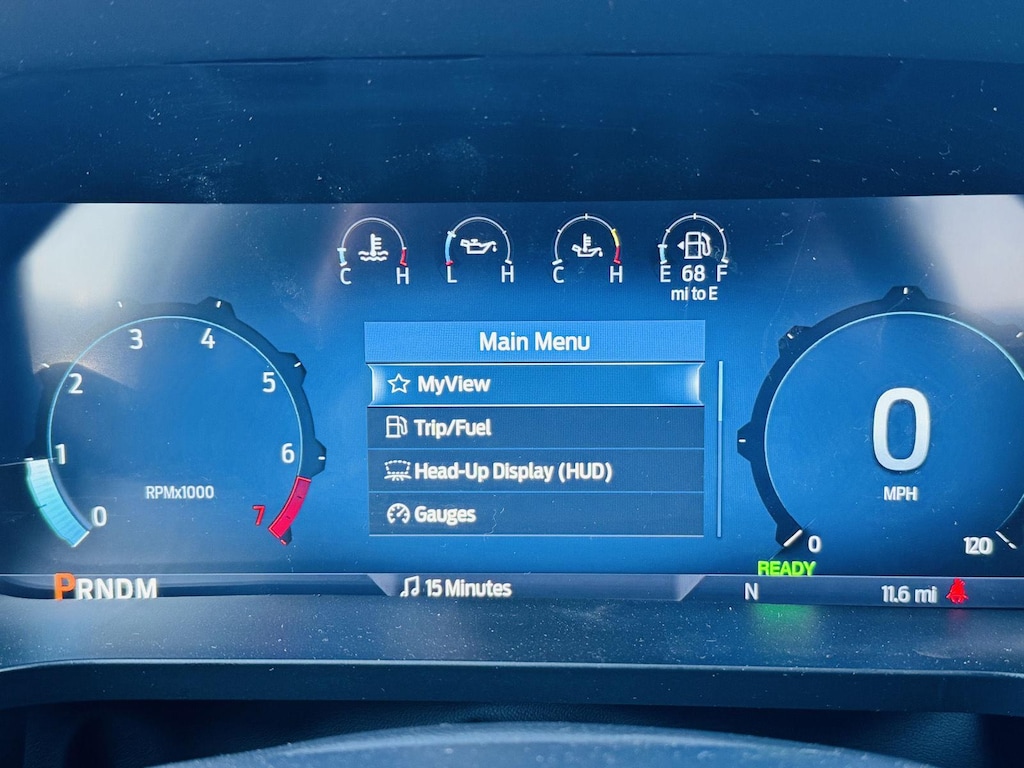 C H
L H
C H
E 68 F
mi to E
Main Menu
MyView
Trip/Fuel
Head-Up Display (HUD)
Gauges
0
1
2
3
4
5
6
7
RPMx1000
0
MPH
0
120
READY
PRNDM
15 Minutes
N
11.6 mi